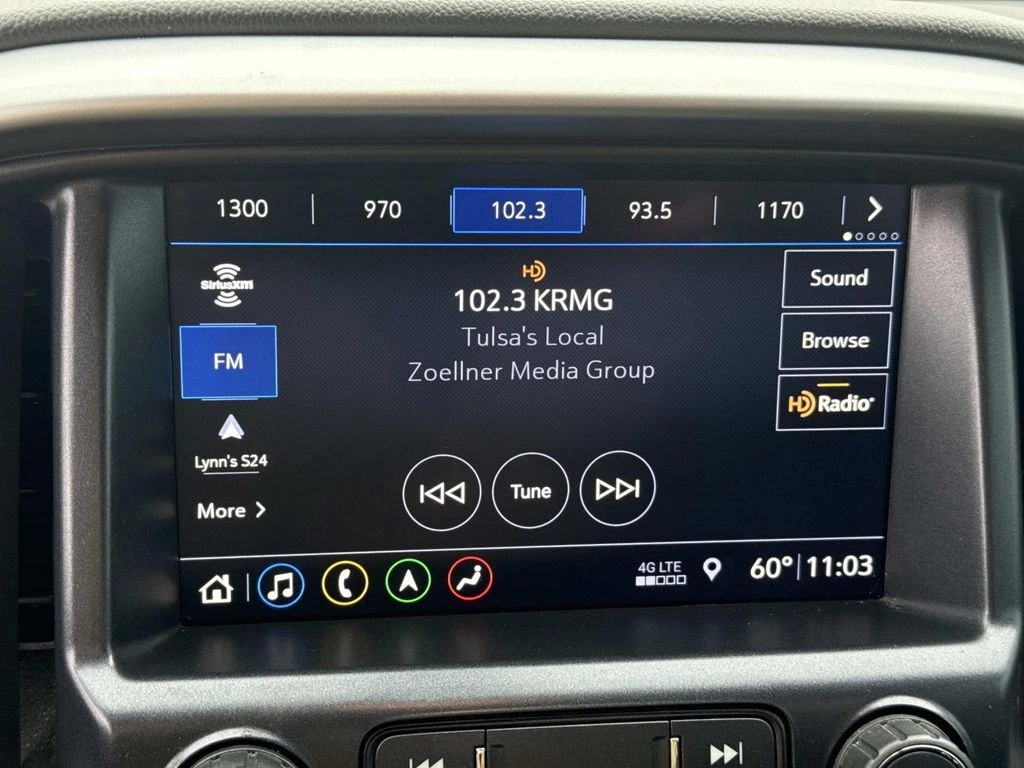 1300 970 102.3 93.5 1170
SiriusXM
HD
102.3 KRMG
Sound
Tulsa's Local
Browse
FM
Zoellner Media Group
HD Radio
Lynn's S24
Tune
More
4G LTE
60° 11:03